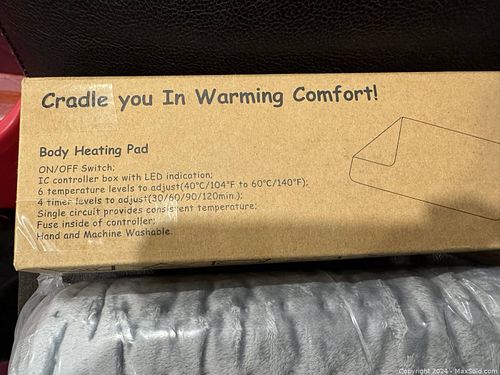 Cradle you In Warming Comfort!
Body Heating Pad
ON/OFF Switch;
IC controller box with LED indication;
6 temperature levels to adjust(40°C/104°F to 60°C/140°F);
4 timer levels to adjust(30/60/90/120min.);
Single circuit provides consistent temperature;
Fuse inside of controller;
Hand and Machine Washable.
Copyright 2024 - MaxSold.com